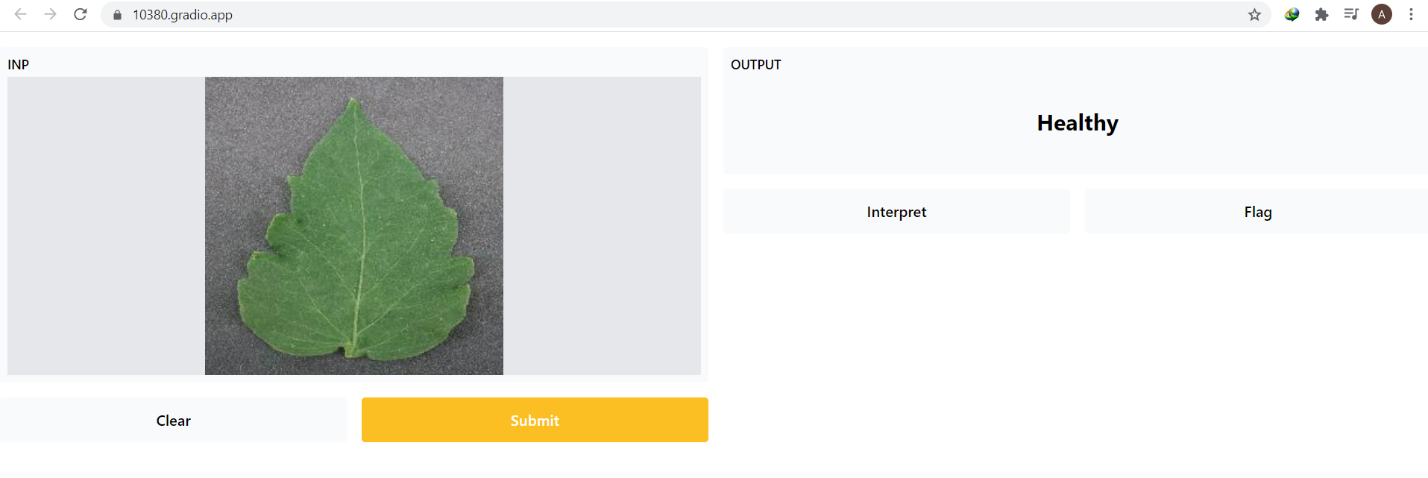 10380.gradio.app
A
INP
OUTPUT
Healthy
Interpret
Flag
Clear
Submit